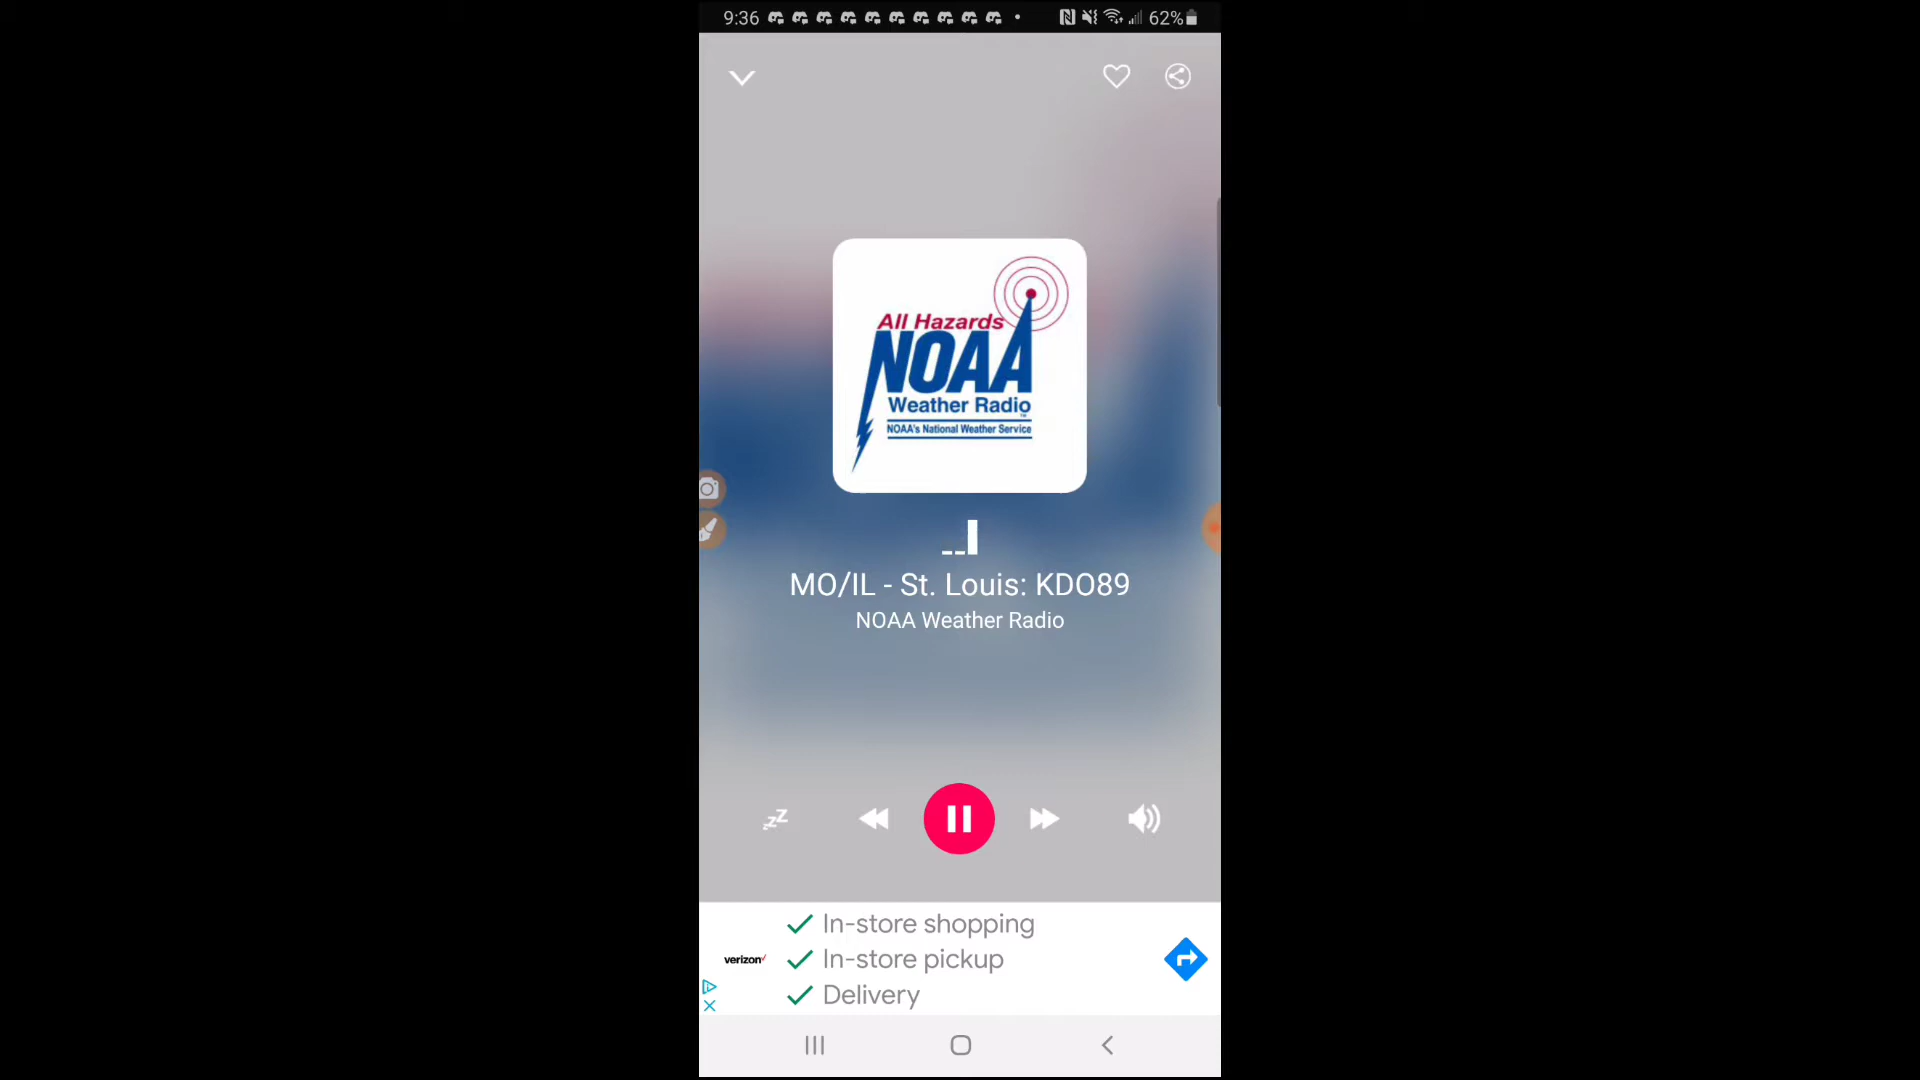 9:36
62%
All Hazards
NOAA
Weather Radio
NOAA's National Weather Service
MO/IL - St. Louis: KDO89
NOAA Weather Radio
zzZ
In-store shopping
verizon
In-store pickup
Delivery